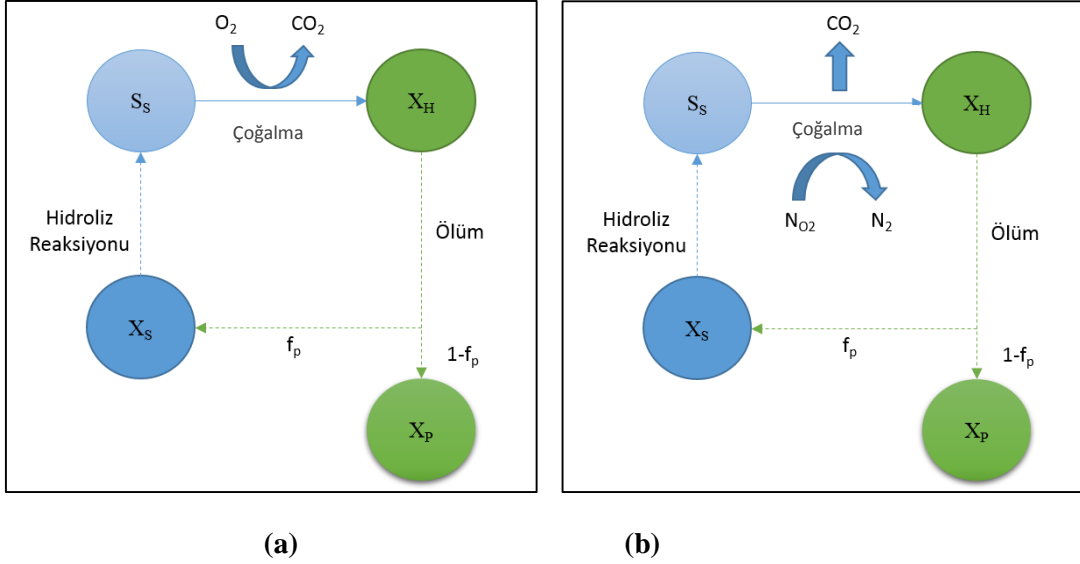 O2 CO2
SS XH
Çoğalma
Hidroliz
Reaksiyonu
Ölüm
XS
fp
1-fp
XP
CO2
SS XH
Çoğalma
NO2 N2
Hidroliz
Reaksiyonu
Ölüm
XS
fp
1-fp
XP
(a) (b)